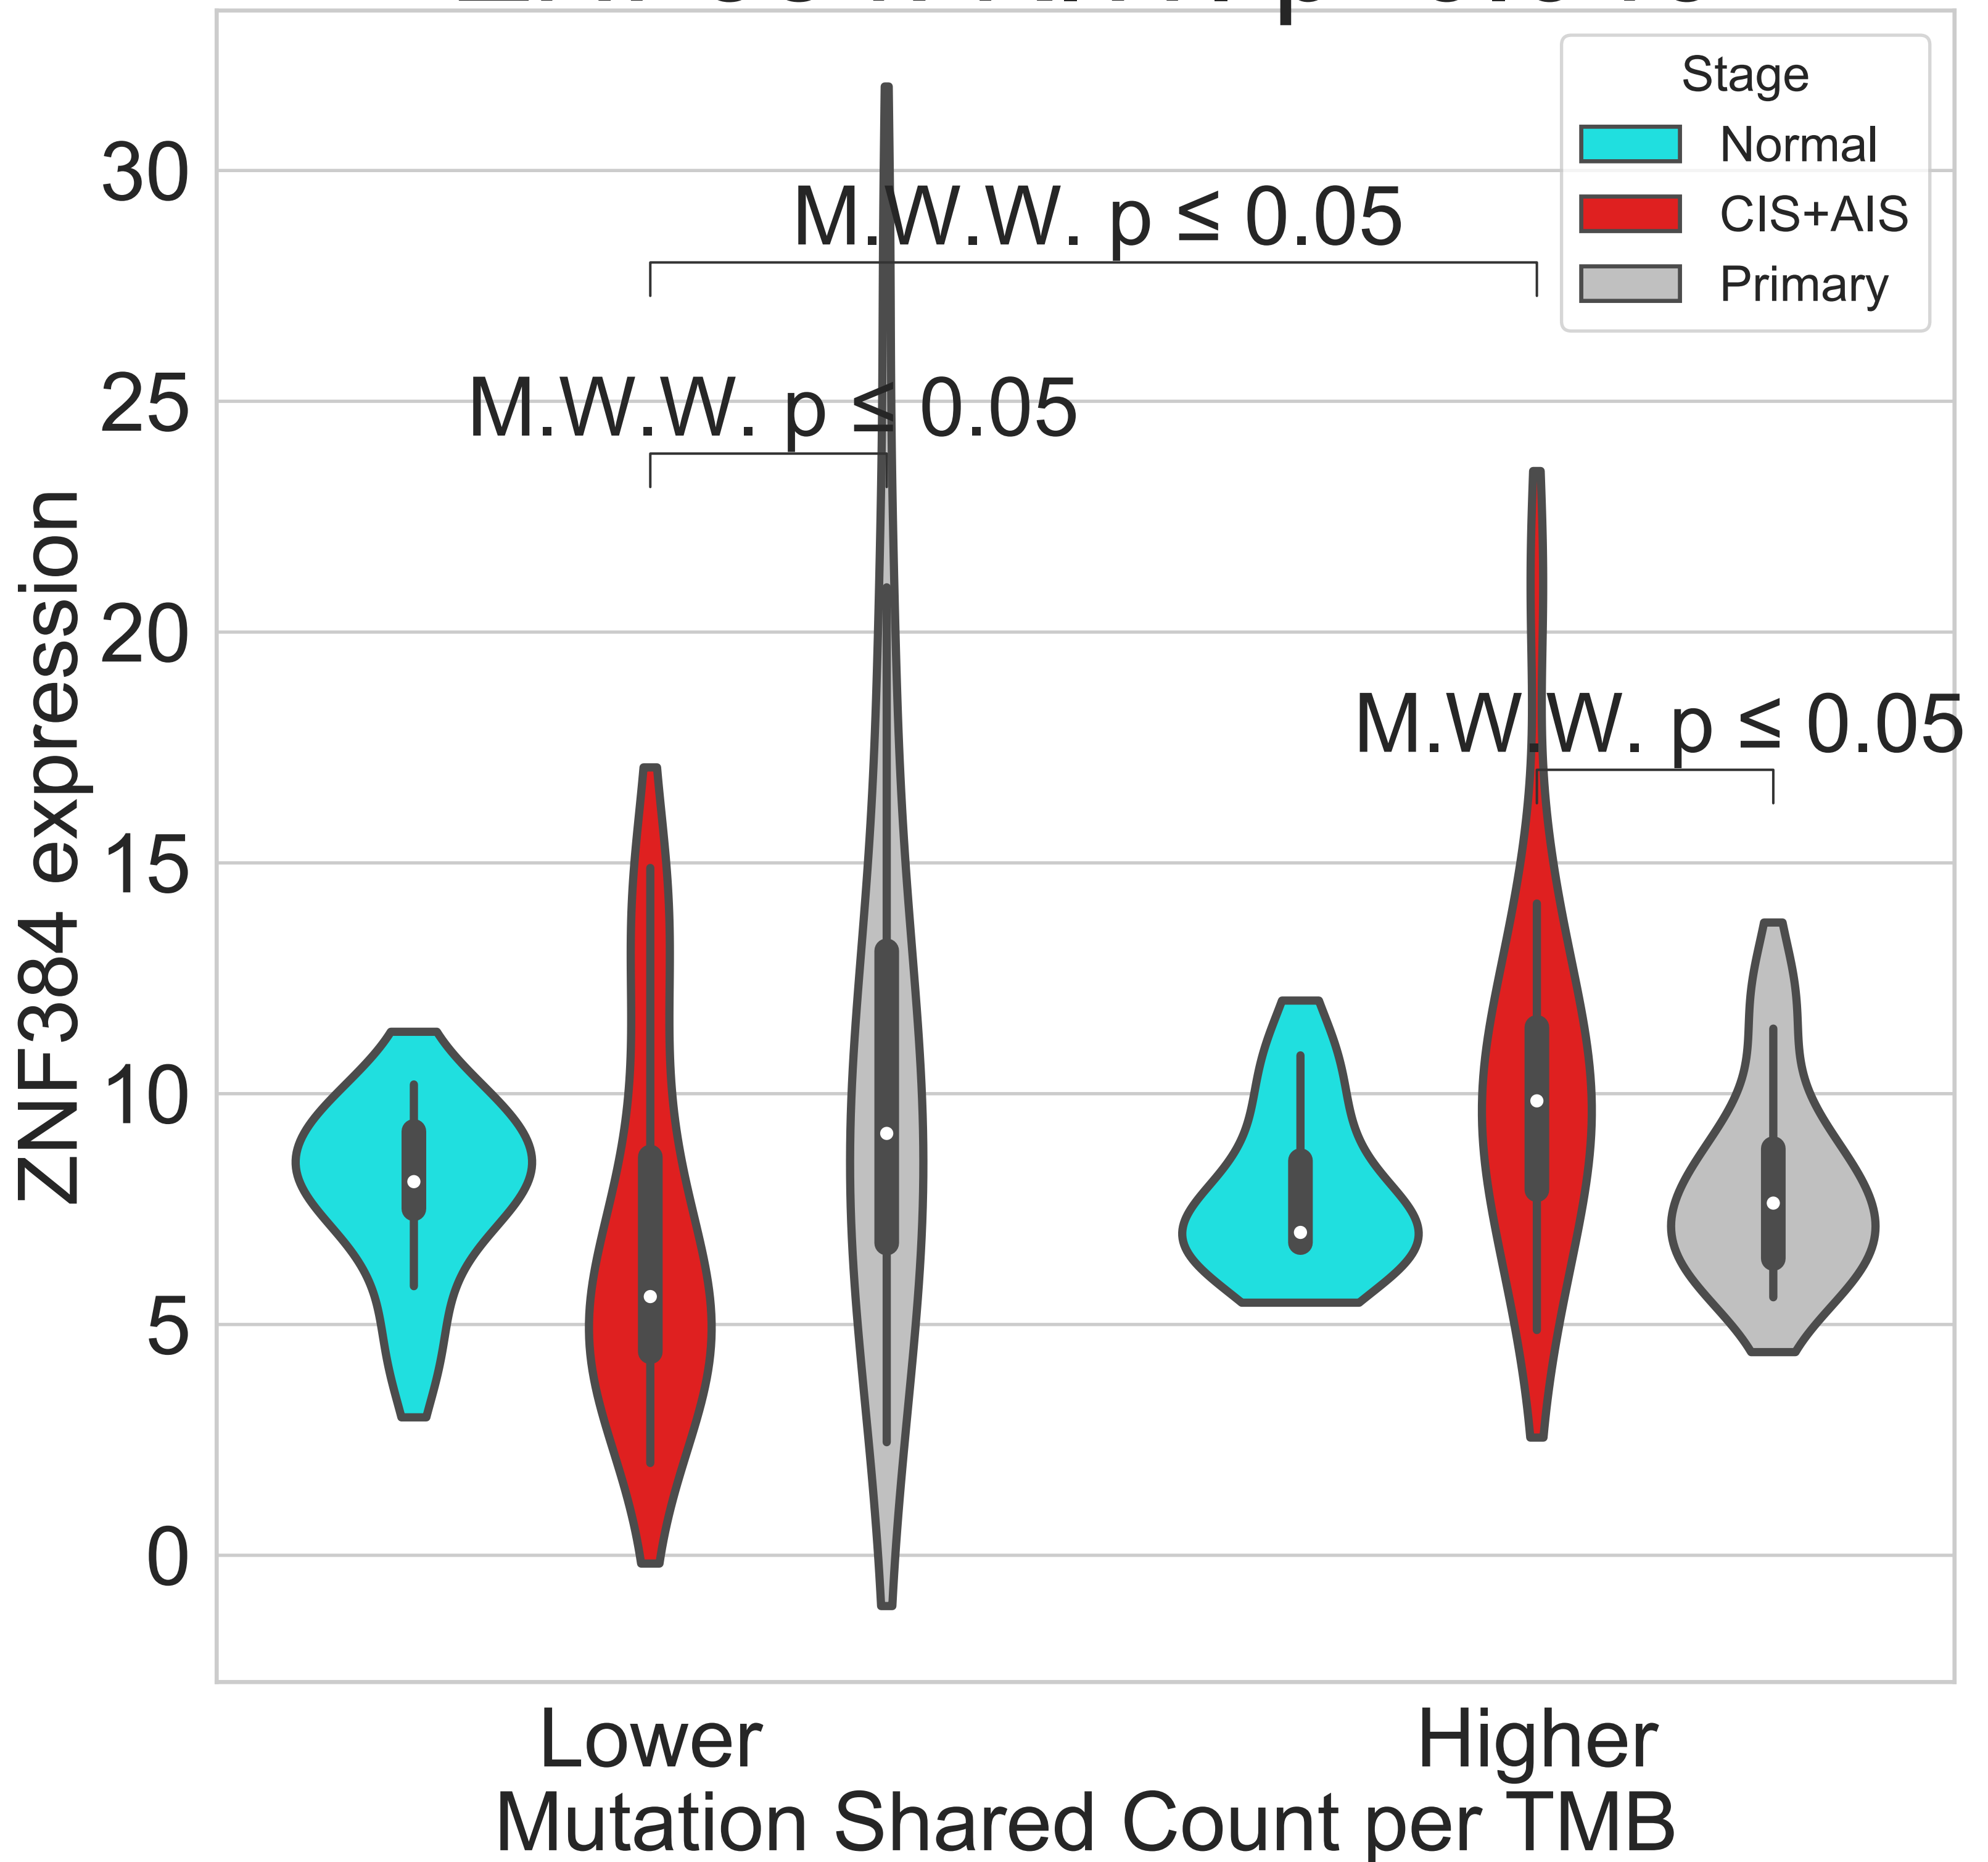 Stage
Normal
CIS+AIS
Primary
30
25
20
15
10
5
0
M.W.W. p ≤ 0.05
M.W.W. p ≤ 0.05
M.W.W. p ≤ 0.05
ZNF384 expression
Lower Higher
Mutation Shared Count per TMB